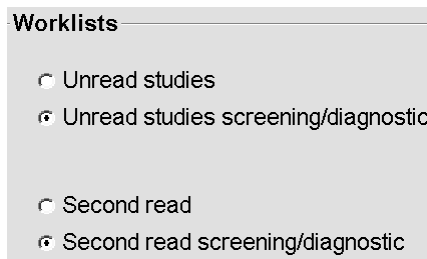 Worklists
Unread studies
Unread studies screening/diagnostic
Second read
Second read screening/diagnostic